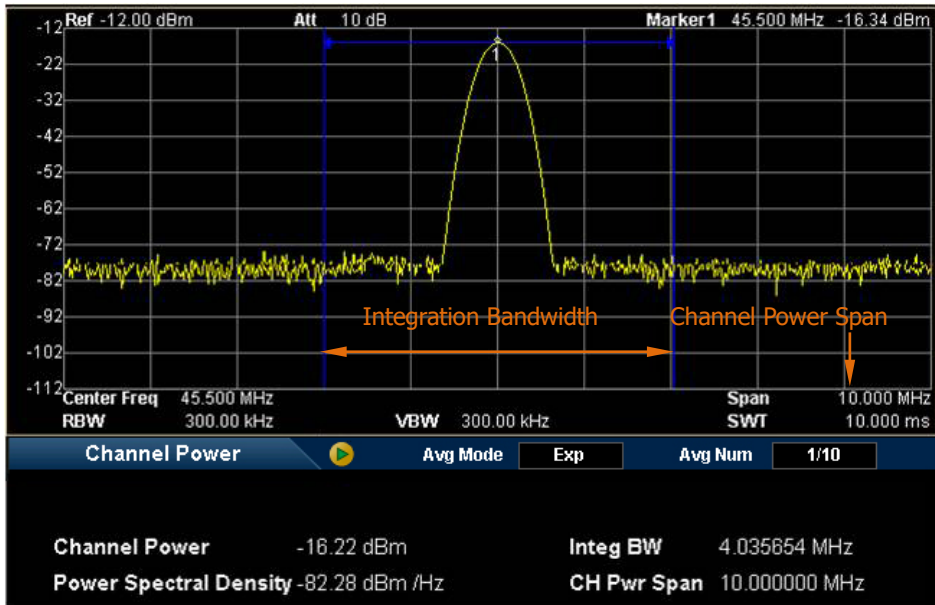 Ref -12.00 dBm Att 10 dB Marker1 45.500 MHz -16.34 dBm
-12
1
-22
-32
-42
-52
-62
-72
-82
-92
Integration Bandwidth Channel Power Span
-102
-112
Center Freq 45.500 MHz Span 10.000 MHz
RBW 300.00 kHz VBW 300.00 kHz SWT 10.000 ms
Channel Power Avg Mode Exp Avg Num 1/10
Channel Power -16.22 dBm Integ BW 4.035654 MHz
Power Spectral Density -82.28 dBm /Hz CH Pwr Span 10.000000 MHz